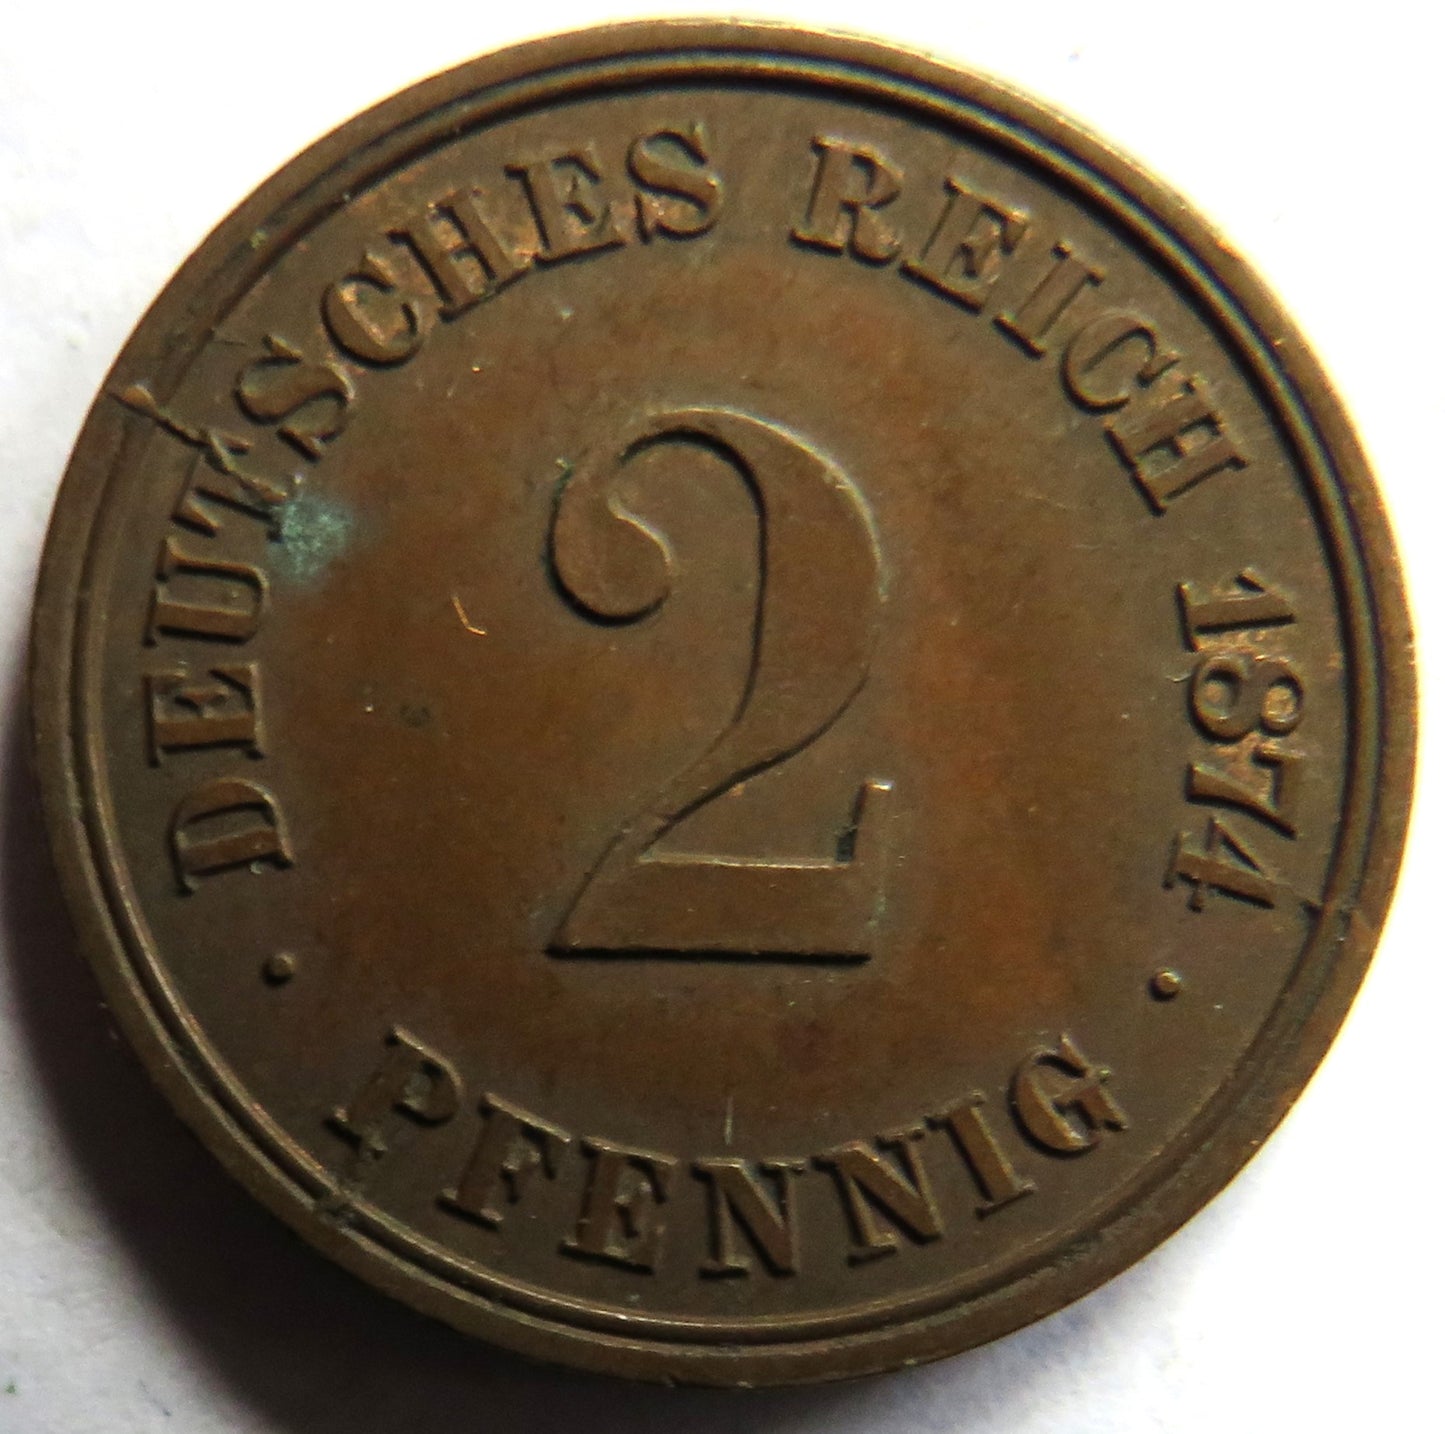 DEUTSCHES REICH 1874
2
· PFENNIG ·